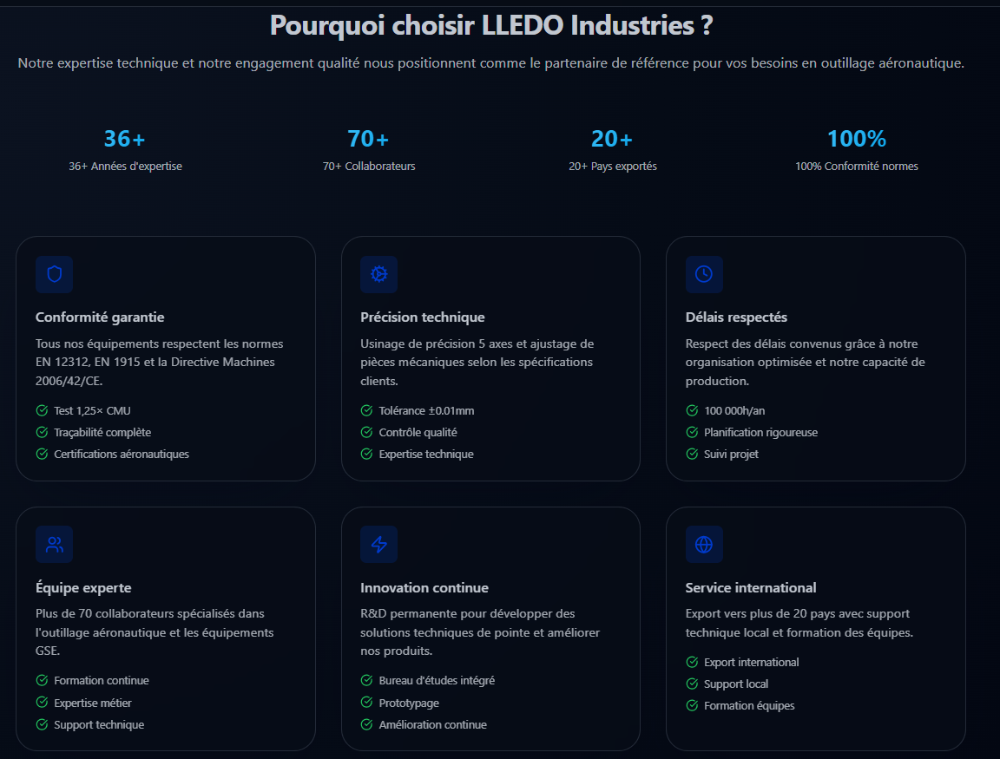 Pourquoi choisir LLEDO Industries ?
Notre expertise technique et notre engagement qualité nous positionnent comme le partenaire de référence pour vos besoins en outillage aéronautique.
36+
36+ Années d'expertise
70+
70+ Collaborateurs
20+
20+ Pays exportés
100%
100% Conformité normes
Conformité garantie
Tous nos équipements respectent les normes
EN 12312, EN 1915 et la Directive Machines
2006/42/CE.
Test 1,25× CMU
Traçabilité complète
Certifications aéronautiques
Précision technique
Usinage de précision 5 axes et ajustage de
pièces mécaniques selon les spécifications
clients.
Tolérance ±0.01mm
Contrôle qualité
Expertise technique
Délais respectés
Respect des délais convenus grâce à notre
organisation optimisée et notre capacité de
production.
100 000h/an
Planification rigoureuse
Suivi projet
Équipe experte
Plus de 70 collaborateurs spécialisés dans
l'outillage aéronautique et les équipements
GSE.
Formation continue
Expertise métier
Support technique
Innovation continue
R&D permanente pour développer des
solutions techniques de pointe et améliorer
nos produits.
Bureau d'études intégré
Prototypage
Amélioration continue
Service international
Export vers plus de 20 pays avec support
technique local et formation des équipes.
Export international
Support local
Formation équipes